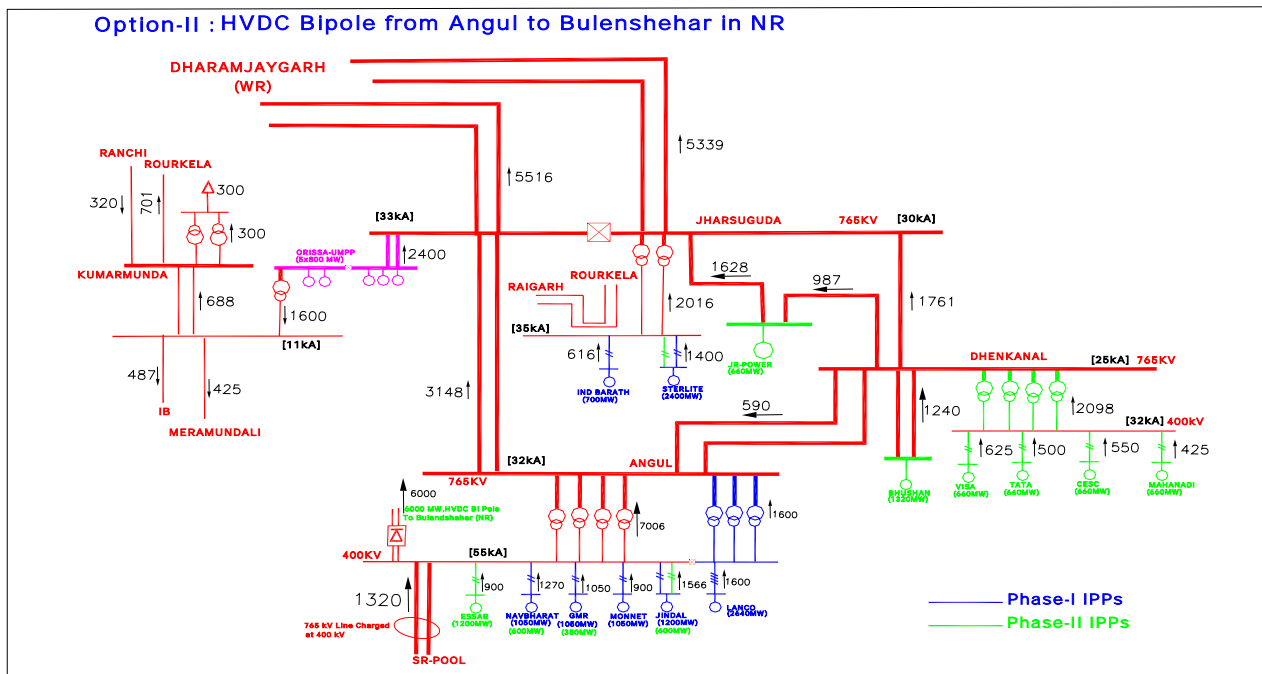 Option-II : HVDC Bipole from Angul to Bulenshehar in NR
DHARAMJAYGARH
(WR)
5339
5516
RANCHI
ROURKELA
320
701
300
300
[33kA]
JHARSUGUDA
765KV
[30kA]
ORISSA-UMPP
(5x800 MW)
2400
KUMARMUNDA
688
1600
[11kA]
487
425
IB
MERAMUNDALI
ROURKELA
RAIGARH
2016
[35kA]
616
1400
IND BARATH
(700MW)
STERLITE
(2400MW)
1628
987
1761
JR-POWER
(660MW)
DHENKANAL
[25kA]
765KV
3148
590
1240
2098
[32kA]
400KV
625
500
550
425
BHUSHAN
(1320MW)
VISA
(660MW)
TATA
(660MW)
CESC
(660MW)
MAHANADI
(660MW)
[32kA]
ANGUL
765KV
6000
6000 MW,HVDC Bi Pole
To Bulandshahar (NR)
7006
1600
400KV
[55kA]
1320
900
1270
1050
900
1566
1600
ESSAR
(1200MW)
NAVBHARAT
(1050MW)
(600MW)
GMR
(1050MW)
(350MW)
MONNET
(1050MW)
JINDAL
(1200MW)
(600MW)
LANCO
(2640MW)
765 kV Line Charged
at 400 kV
SR-POOL
Phase-I IPPs
Phase-II IPPs